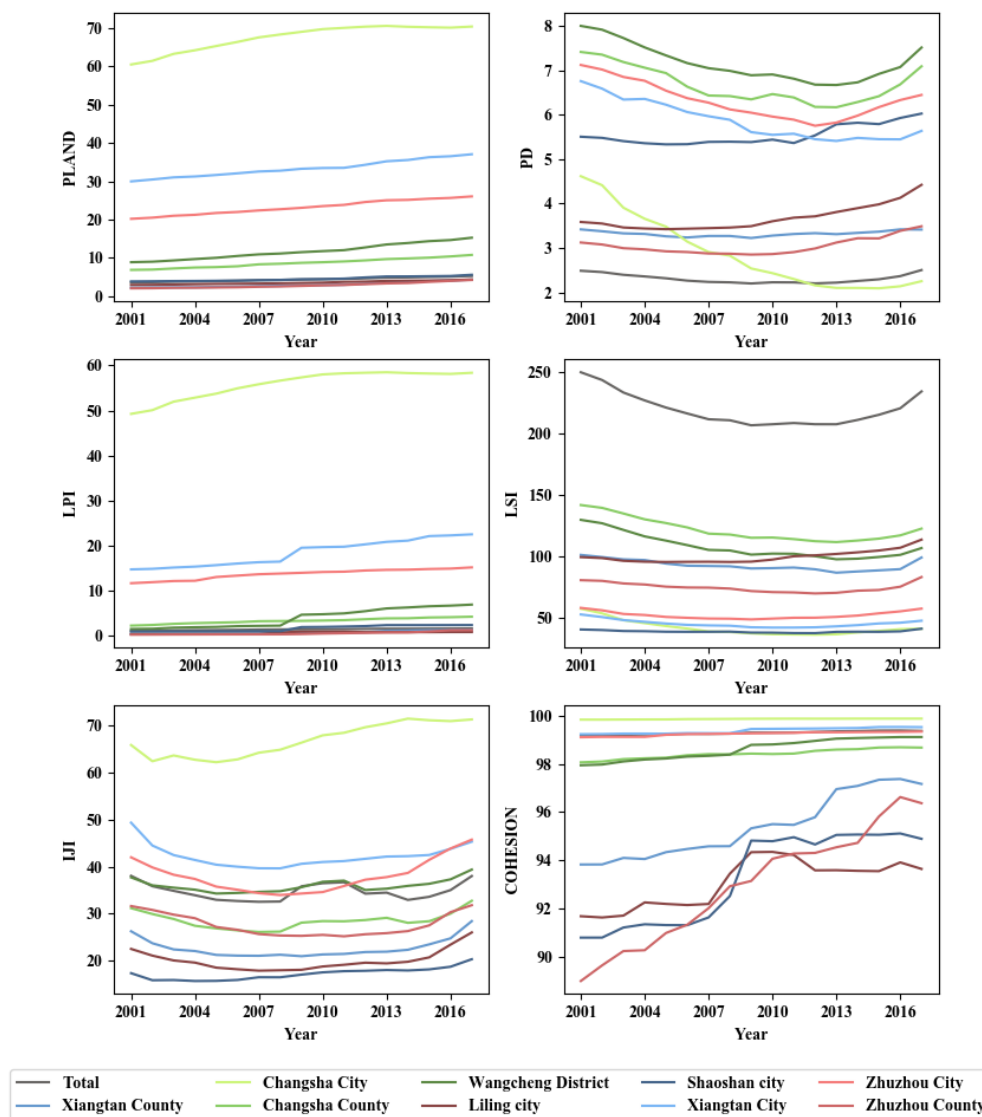 70
60
50
40
30
20
10
0
PLAND
2001 2004 2007 2010 2013 2016
Year
8
7
6
5
4
3
2
PD
2001 2004 2007 2010 2013 2016
Year
60
50
40
30
20
10
0
LPI
2001 2004 2007 2010 2013 2016
Year
250
200
150
100
50
LSI
2001 2004 2007 2010 2013 2016
Year
70
60
50
40
30
20
IJI
2001 2004 2007 2010 2013 2016
Year
100
98
96
94
92
90
COHESION
2001 2004 2007 2010 2013 2016
Year
Total Changsha City Wangcheng District Shaoshan city Zhuzhou City
Xiangtan County Changsha County Liling city Xiangtan City Zhuzhou County